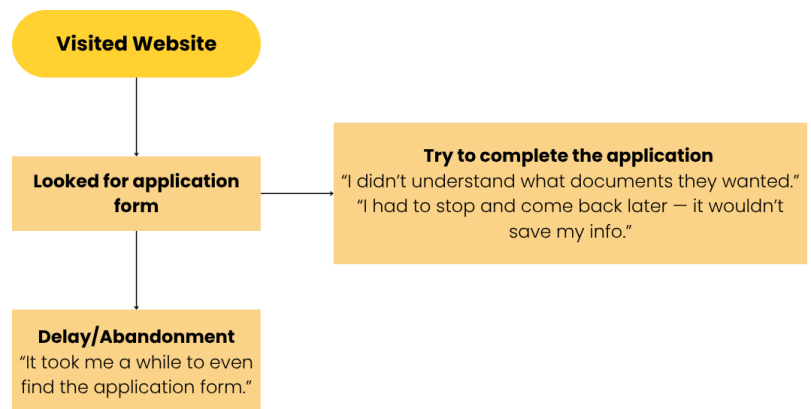 Visited Website
Looked for application
form
Try to complete the application
“I didn’t understand what documents they wanted.”
“I had to stop and come back later — it wouldn’t
save my info.”
Delay/Abandonment
“It took me a while to even
find the application form.”